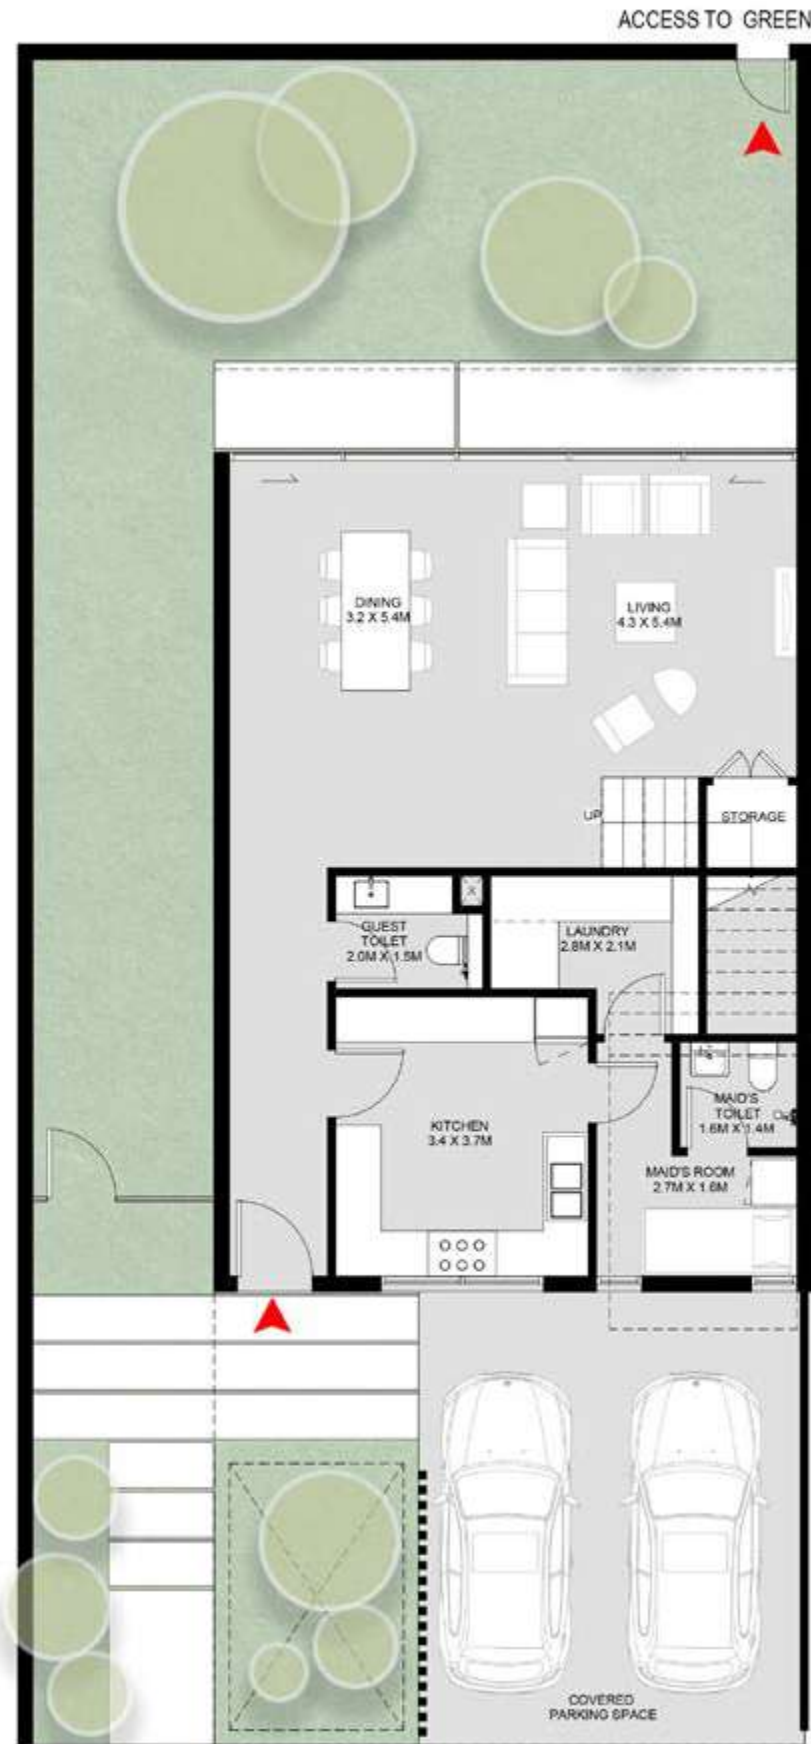 ACCESS TO GREEN
DINING
3.2 X 5.4M
LIVING
4.3 X 5.4M
UP
STORAGE
GUEST
TOILET
2.0M X 1.5M
LAUNDRY
2.8M X 2.1M
KITCHEN
3.4 X 3.7M
MAID'S
TOILET
1.6M X 1.4M
MAID'S ROOM
2.7M X 1.6M
COVERED
PARKING SPACE